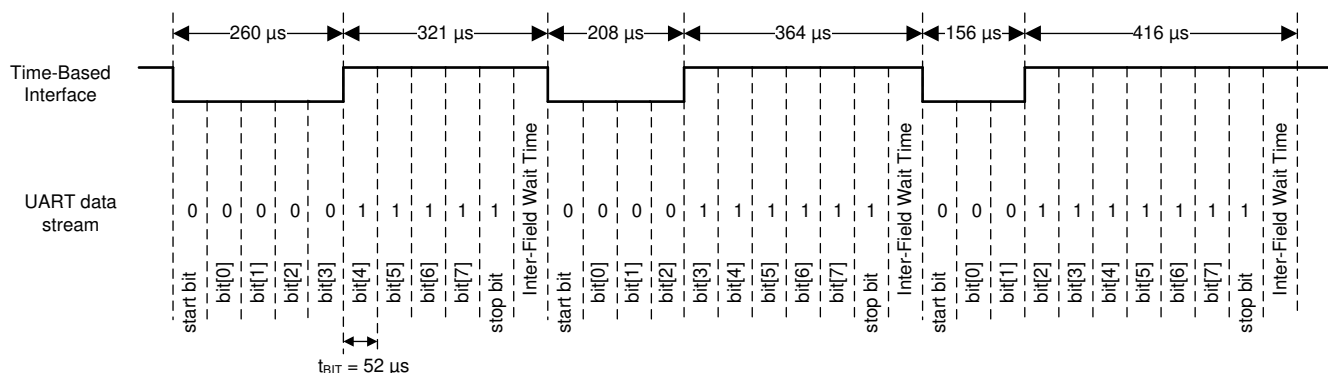 260 µs 321 µs 208 µs 364 µs 156 µs 416 µs
Time-Based
Interface
UART data
stream
0 0 0 0 0 1 1 1 1 1 Inter-Field Wait Time 0 0 0 0 1 1 1 1 1 1 Inter-Field Wait Time 0 0 0 1 1 1 1 1 1 1 Inter-Field Wait Time
start bit bit[0] bit[1] bit[2] bit[3] bit[4] bit[5] bit[6] bit[7] stop bit start bit bit[0] bit[1] bit[2] bit[3] bit[4] bit[5] bit[6] bit[7] stop bit start bit bit[0] bit[1] bit[2] bit[3] bit[4] bit[5] bit[6] bit[7] stop bit
tBIT = 52 µs